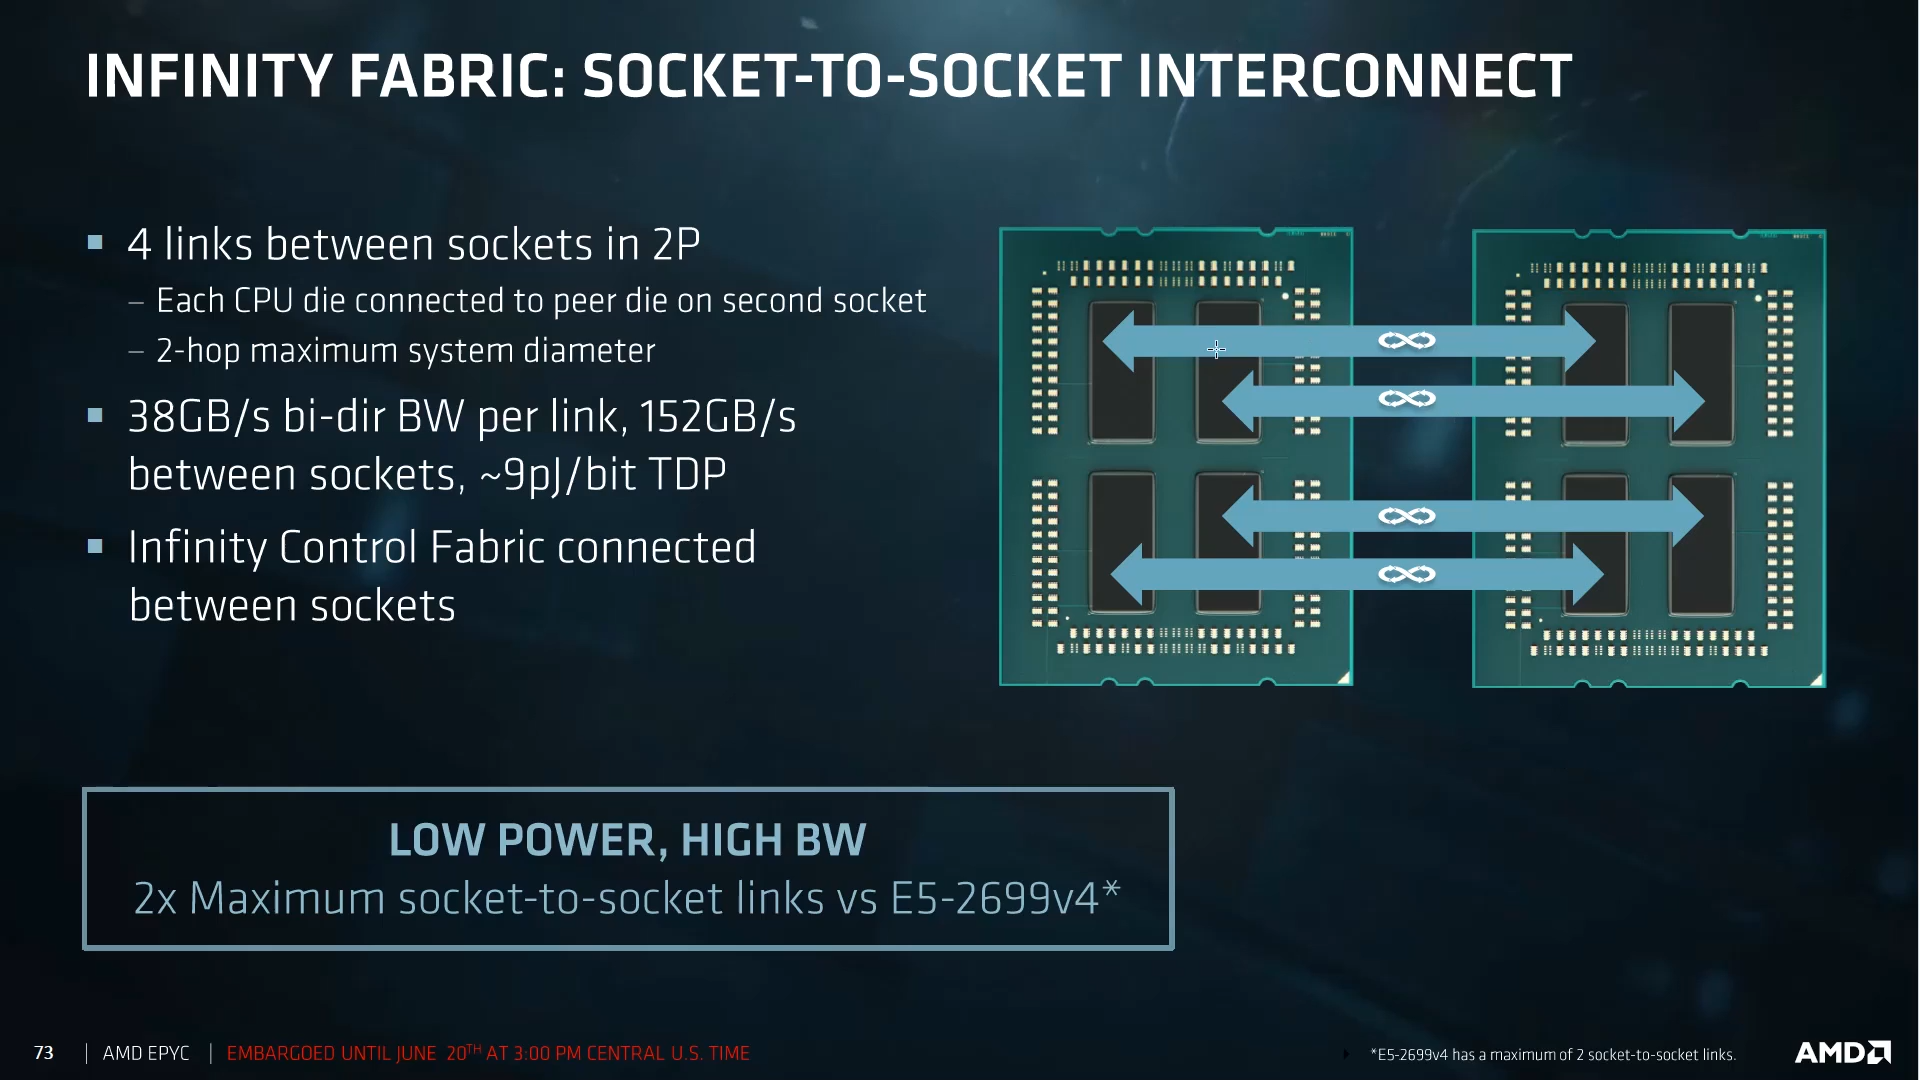 INFINITY FABRIC: SOCKET-TO-SOCKET INTERCONNECT
4 links between sockets in 2P
– Each CPU die connected to peer die on second socket
– 2-hop maximum system diameter
38GB/s bi-dir BW per link, 152GB/s
between sockets, ~9pJ/bit TDP
Infinity Control Fabric connected
between sockets
LOW POWER, HIGH BW
2x Maximum socket-to-socket links vs E5-2699v4*
73 | AMD EPYC | EMBARGOED UNTIL JUNE 20TH AT 3:00 PM CENTRAL U.S. TIME
*E5-2699v4 has a maximum of 2 socket-to-socket links.
AMD